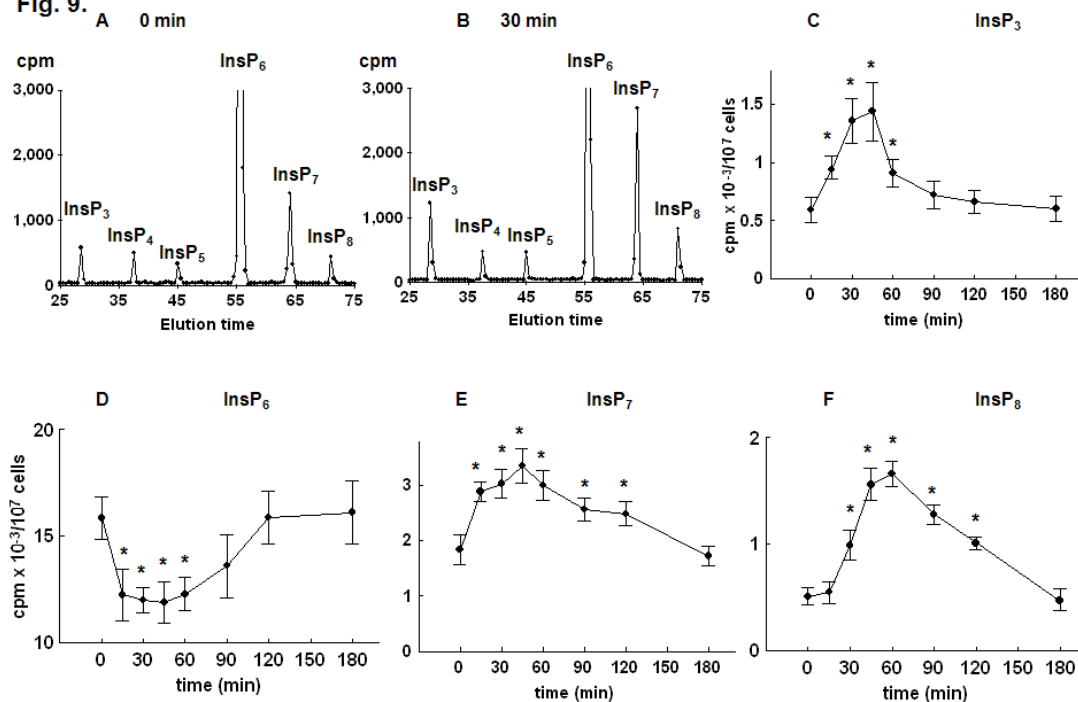 Fig. 9.
A 0 min
cpm
InsP6
3,000
2,000
1,000
0
InsP3
InsP4
InsP5
InsP7
InsP8
25 35 45 55 65 75
Elution time
B 30 min
cpm
InsP6
3,000
2,000
1,000
0
InsP3
InsP4
InsP5
InsP7
InsP8
25 35 45 55 65 75
Elution time
C InsP3
cpm x 10-3/107 cells
1.5
1
0.5
0
* * * *
0 30 60 90 120 150 180
time (min)
D InsP6
cpm x 10-3/107 cells
20
15
10
* * * *
0 30 60 90 120 150 180
time (min)
E InsP7
3
2
1
0
* * * * * *
0 30 60 90 120 150 180
time (min)
F InsP8
2
1
0
* * * * *
0 30 60 90 120 150 180
time (min)